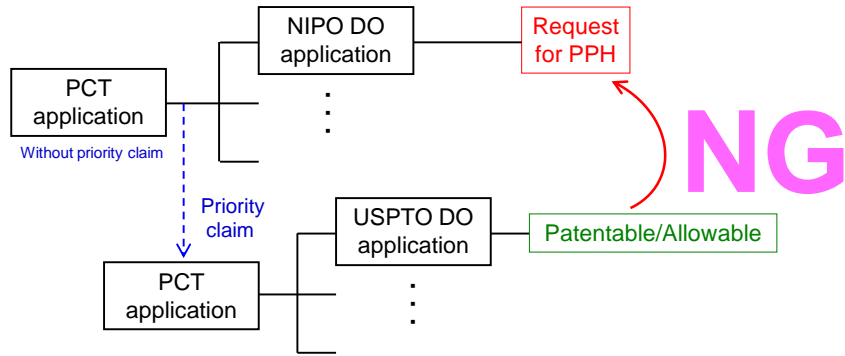 NIPO DO
application
Request
for PPH
PCT
application
Without priority claim
NG
Priority
claim
USPTO DO
application
Patentable/Allowable
PCT
application